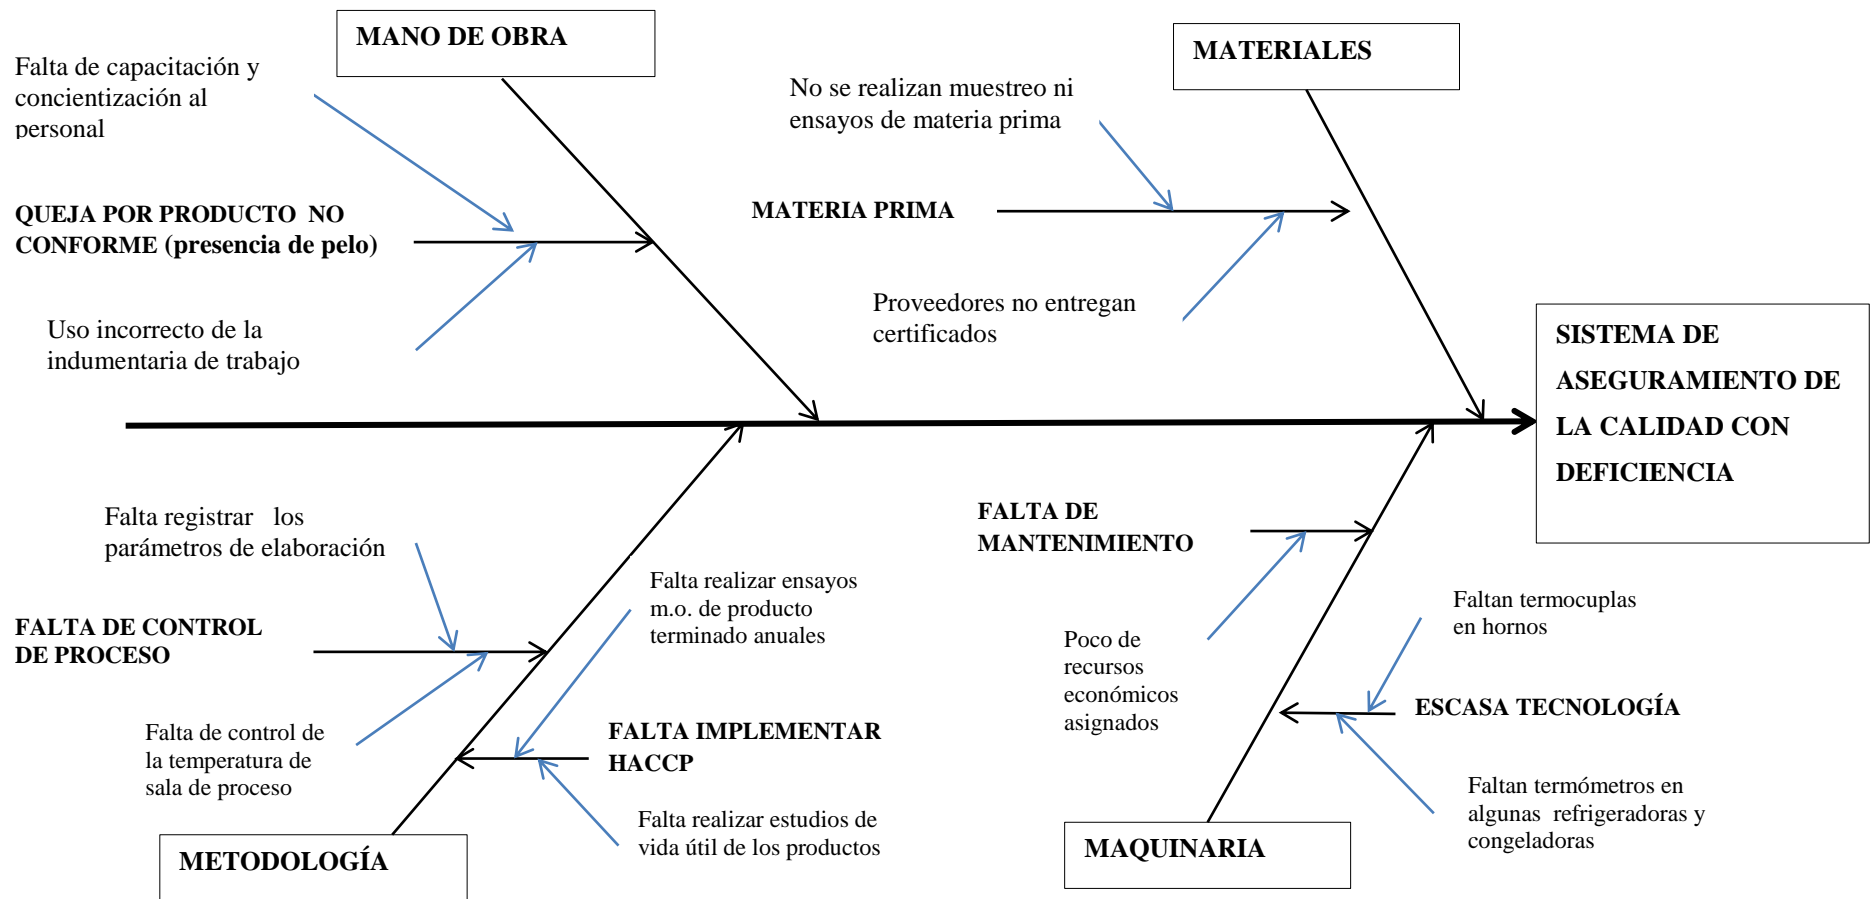 MANO DE OBRA
Falta de capacitación y
concientización al
personal
QUEJA POR PRODUCTO  NO
CONFORME (presencia de pelo)
Uso incorrecto de la
indumentaria de trabajo
MATERIALES
No se realizan muestreo ni
ensayos de materia prima
MATERIA PRIMA
Proveedores no entregan
certificados
SISTEMA DE
ASEGURAMIENTO DE
LA CALIDAD CON
DEFICIENCIA
Falta registrar   los
parámetros de elaboración
FALTA DE CONTROL
DE PROCESO
Falta de control de
la temperatura de
sala de proceso
Falta realizar ensayos
m.o. de producto
terminado anuales
FALTA IMPLEMENTAR
HACCP
Falta realizar estudios de
vida útil de los productos
METODOLOGÍA
FALTA DE
MANTENIMIENTO
Poco de
recursos
económicos
asignados
Faltan termocuplas
en hornos
ESCASA TECNOLOGÍA
Faltan termómetros en
algunas  refrigeradoras y
congeladoras
MAQUINARIA